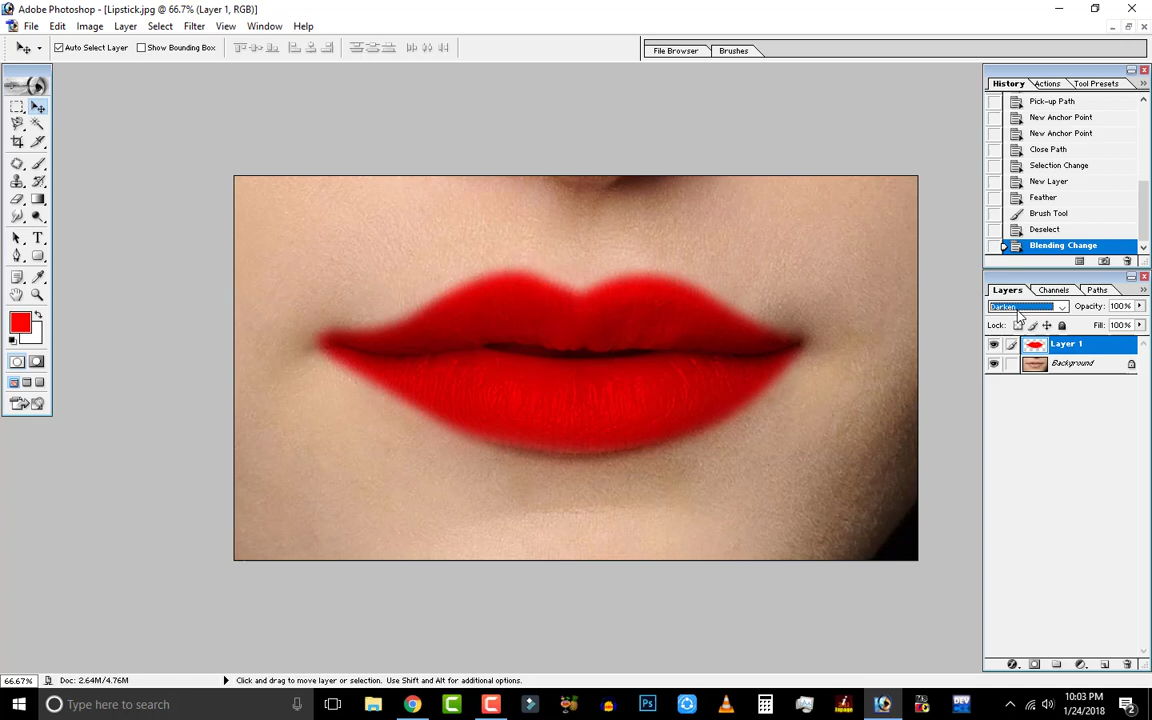 Adobe Photoshop - [Lipstick.jpg @ 66.7% (Layer 1, RGB)]
File Edit Image Layer Select Filter View Window Help
Auto Select Layer Show Bounding Box
File Browser Brushes
History Actions Tool Presets
Pick-up Path
New Anchor Point
New Anchor Point
Close Path
Selection Change
New Layer
Feather
Brush Tool
Deselect
Blending Change
Layers Channels Paths
Darken Opacity: 100%
Lock: Fill: 100%
Layer 1
Background
66.67% Doc: 2.64M/4.76M Click and drag to move layer or selection. Use Shift and Alt for additional options.
Type here to search
10:03 PM
1/24/2018